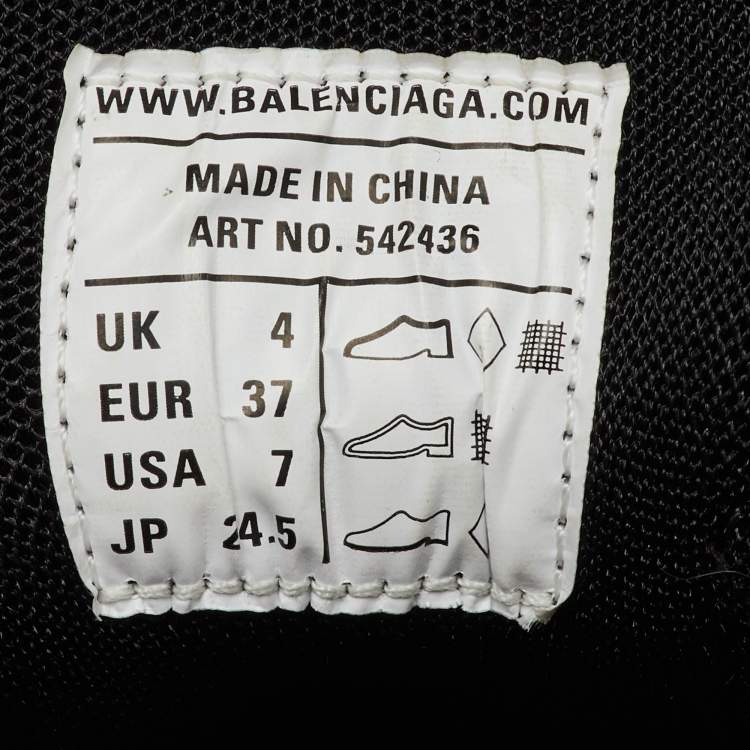 WWW.BALENCIAGA.COM
MADE IN CHINA
ART NO. 542436
UK 4
EUR 37
USA 7
JP 24.5